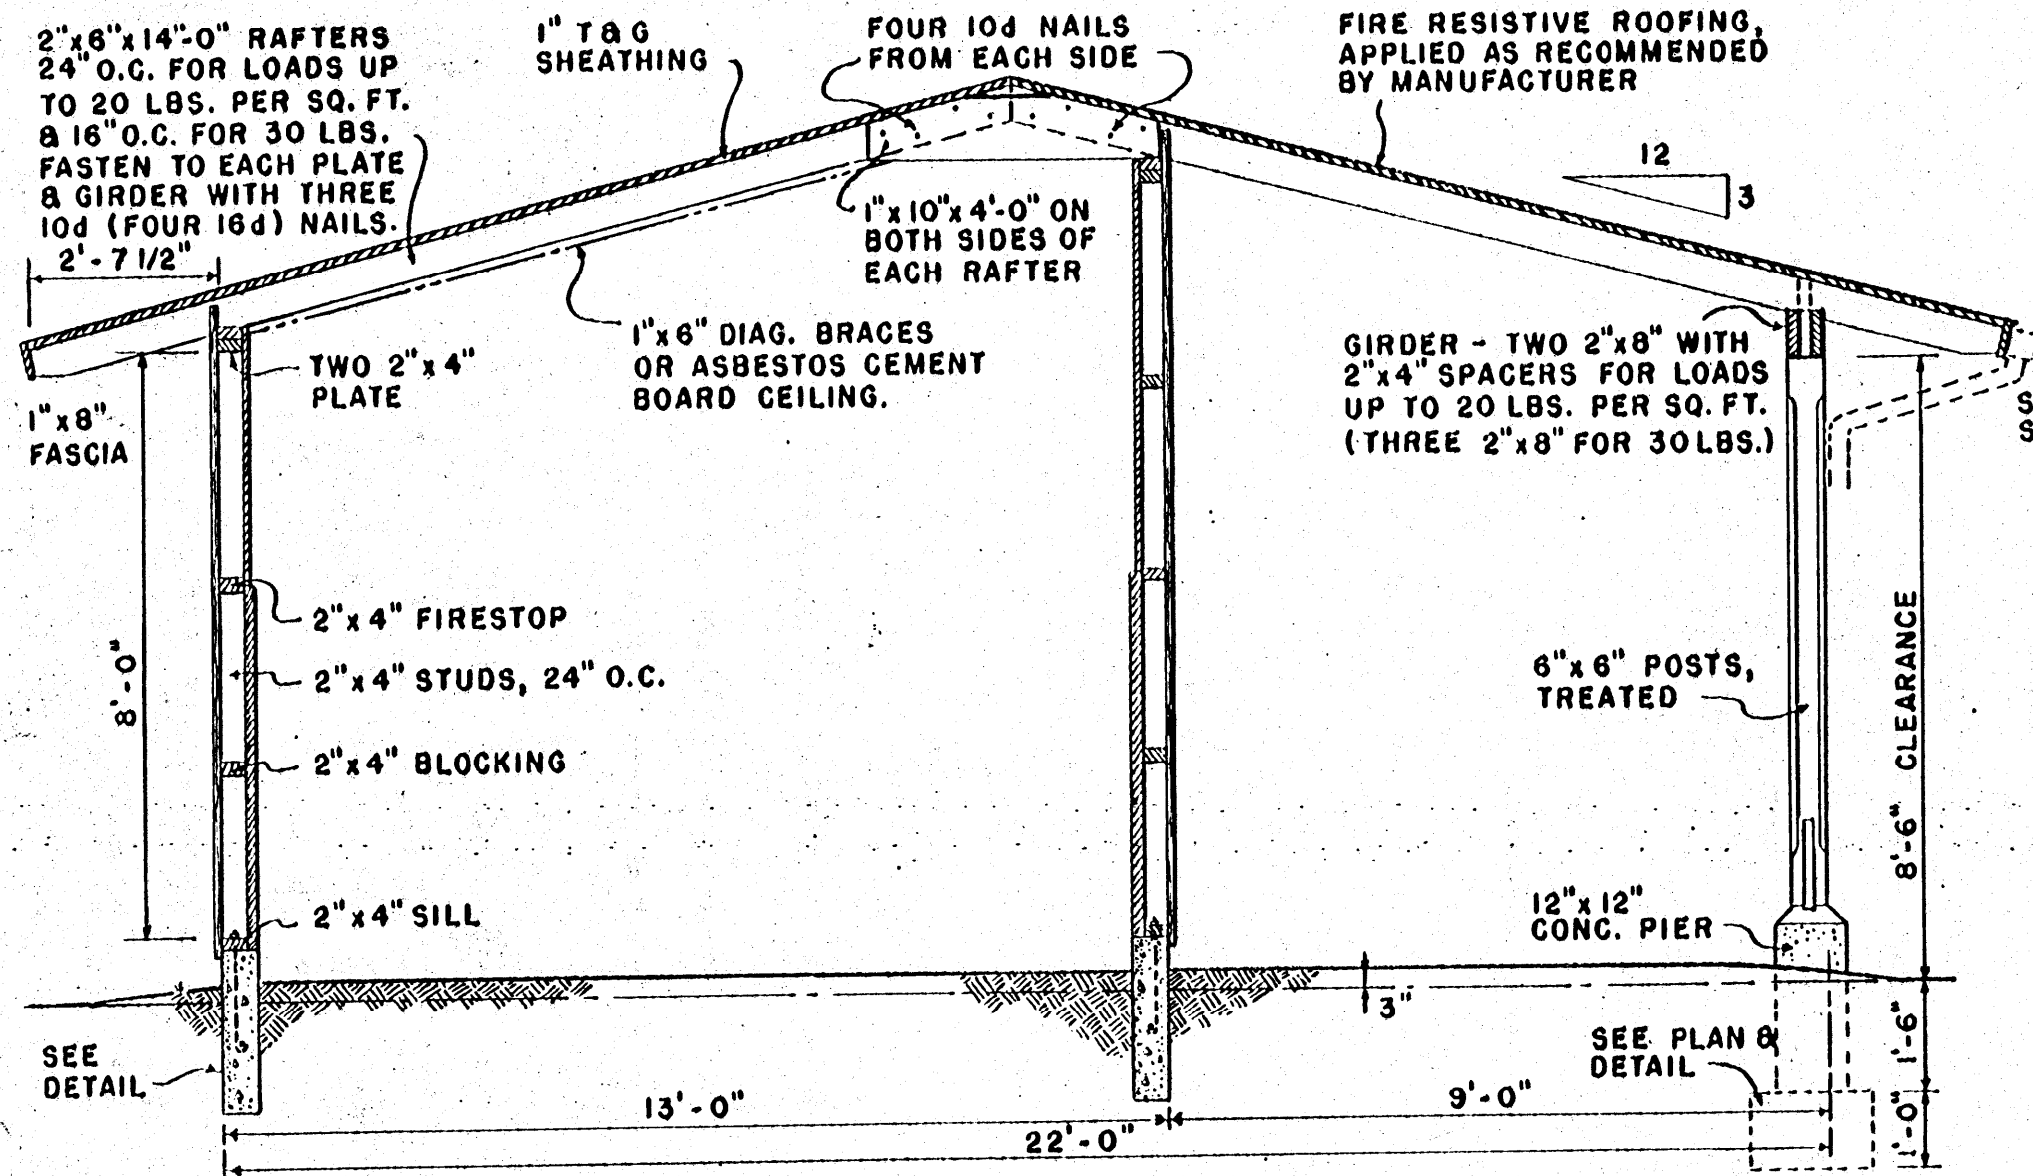 2"x6"x14'-0" RAFTERS
24" O.C. FOR LOADS UP
TO 20 LBS. PER SQ. FT.
& 16" O.C. FOR 30 LBS.
FASTEN TO EACH PLATE
& GIRDER WITH THREE
10d (FOUR 16d) NAILS.
2'-7 1/2"
1" T & G
SHEATHING
FOUR 10d NAILS
FROM EACH SIDE
FIRE RESISTIVE ROOFING,
APPLIED AS RECOMMENDED
BY MANUFACTURER
12
3
1"x10"x4'-0" ON
BOTH SIDES OF
EACH RAFTER
1"x6" DIAG. BRACES
OR ASBESTOS CEMENT
BOARD CEILING.
TWO 2"x4"
PLATE
1"x8"
FASCIA
GIRDER - TWO 2"x8" WITH
2"x4" SPACERS FOR LOADS
UP TO 20 LBS. PER SQ. FT.
(THREE 2"x8" FOR 30 LBS.)
S
S
8'-0"
2"x4" FIRESTOP
2"x4" STUDS, 24" O.C.
2"x4" BLOCKING
2"x4" SILL
6"x6" POSTS,
TREATED
8'-6" CLEARANCE
12"x12"
CONC. PIER
3"
SEE
DETAIL
SEE PLAN &
DETAIL
1'-6"
1'-0"
13'-0"
9'-0"
22'-0"